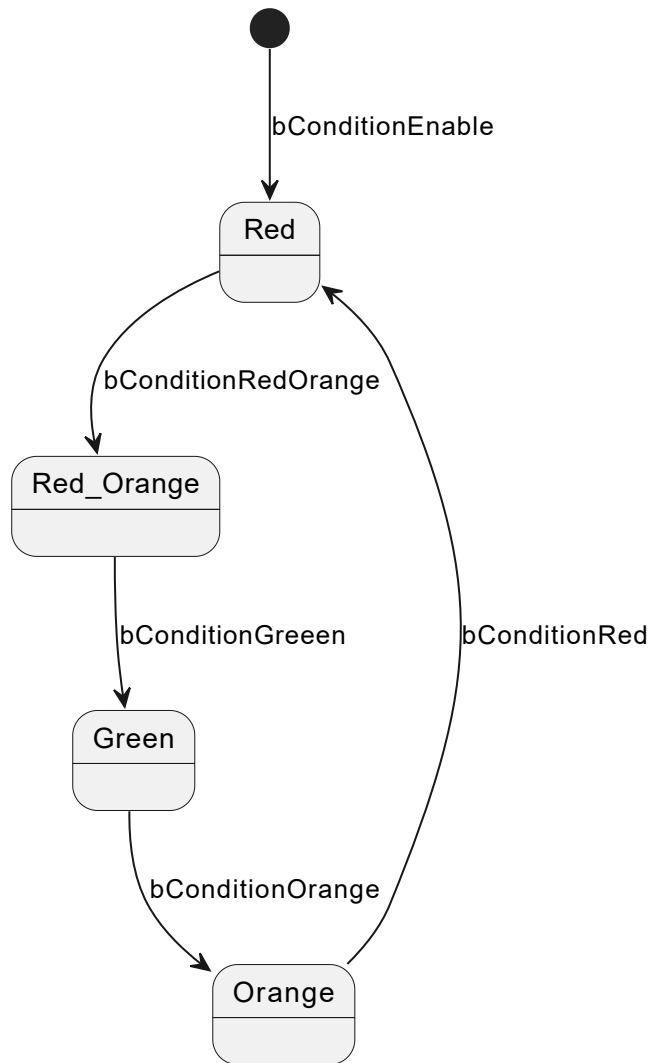 bConditionEnable
Red
bConditionRedOrange
Red_Orange
bConditionGreeen
bConditionRed
Green
bConditionOrange
Orange